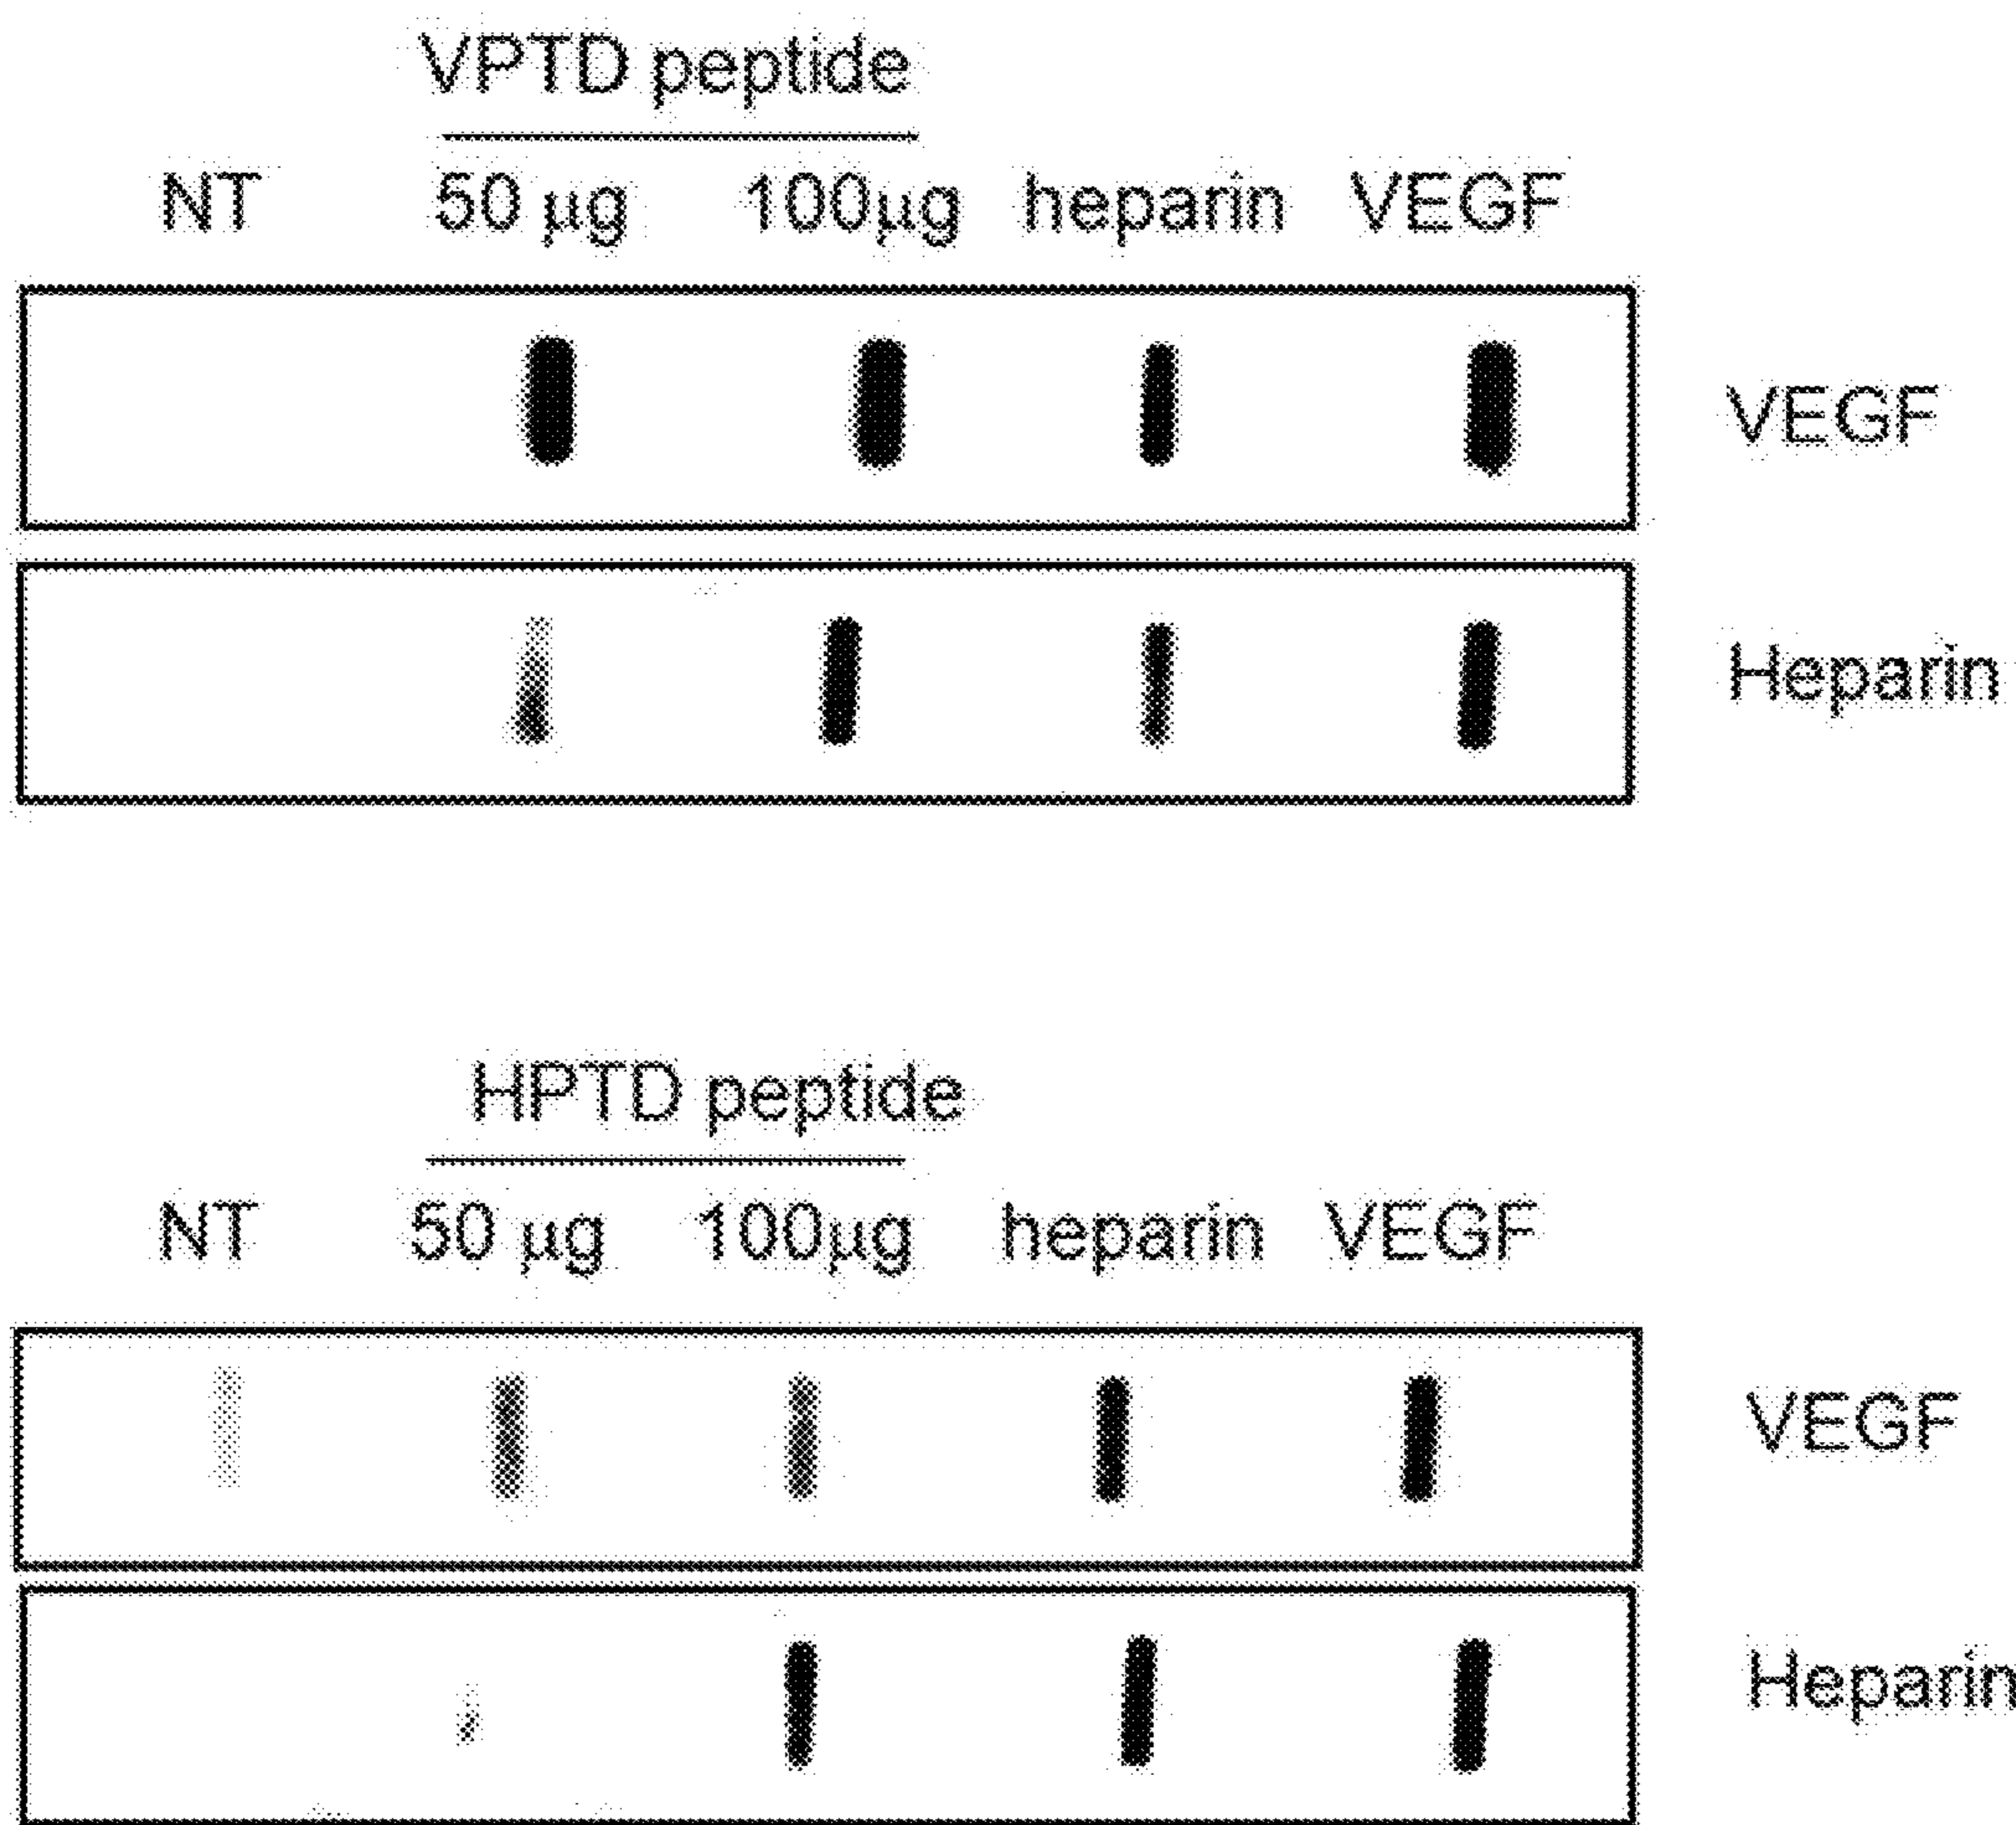 VPTD peptide
NT 50 µg 100µg heparin VEGF
VEGF
Heparin
HPTD peptide
NT 50 µg 100µg heparin VEGF
VEGF
Heparin